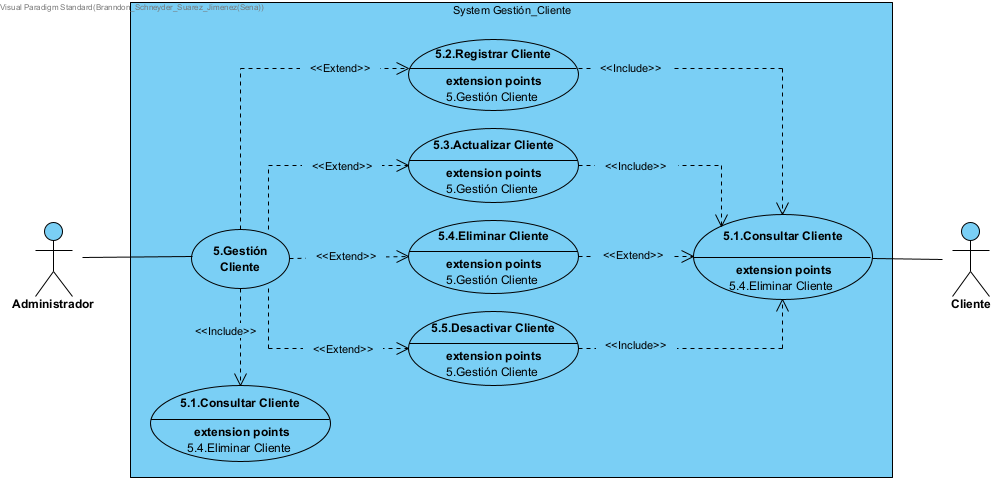 Visual Paradigm Standard(Branndon_Schneyder_Suarez_Jimenez(Sena))
System Gestión_Cliente
5.2.Registrar Cliente
<<Extend>>
<<Include>>
extension points
5.Gestión Cliente
5.3.Actualizar Cliente
<<Extend>>
<<Include>>
extension points
5.Gestión Cliente
5.4.Eliminar Cliente
5.1.Consultar Cliente
5.Gestión
Cliente
<<Extend>>
<<Extend>>
extension points
5.Gestión Cliente
extension points
5.4.Eliminar Cliente
Administrador
Cliente
5.5.Desactivar Cliente
<<Include>>
<<Extend>>
<<Include>>
extension points
5.Gestión Cliente
5.1.Consultar Cliente
extension points
5.4.Eliminar Cliente